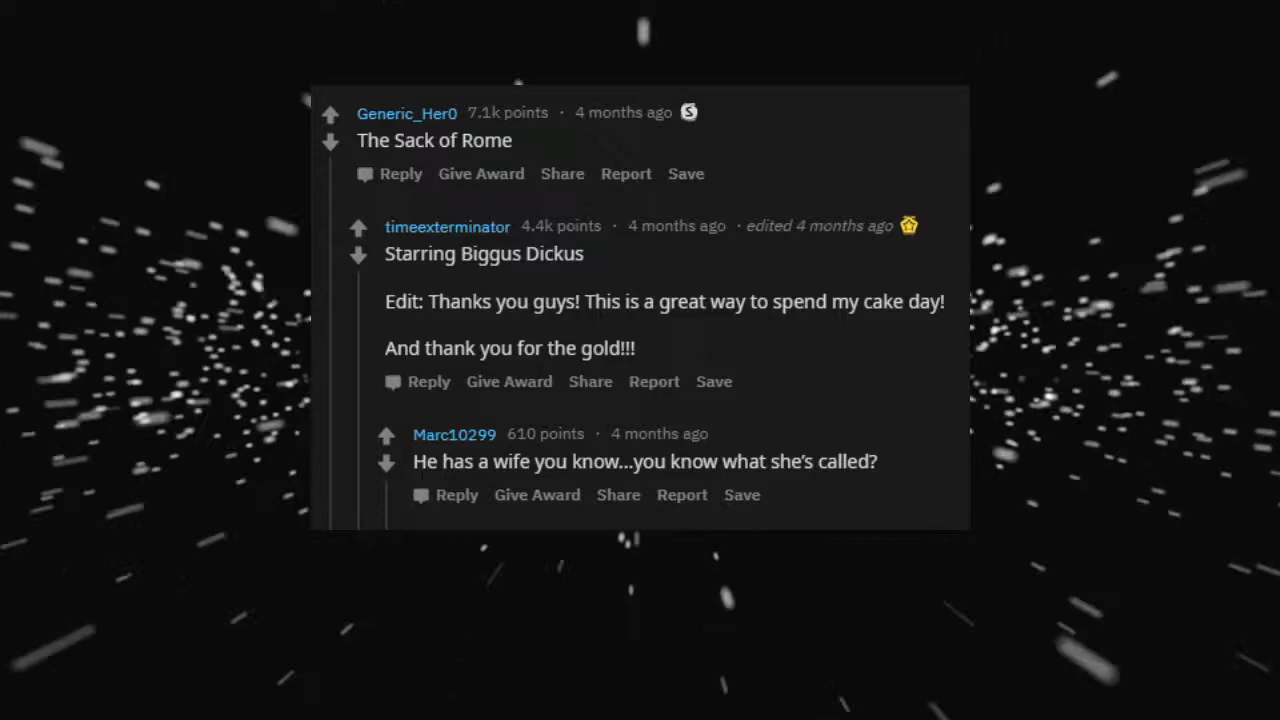 Generic_Her0 7.1k points · 4 months ago S
The Sack of Rome
Reply Give Award Share Report Save
timeexterminator 4.4k points · 4 months ago · edited 4 months ago
Starring Biggus Dickus
Edit: Thanks you guys! This is a great way to spend my cake day!
And thank you for the gold!!!
Reply Give Award Share Report Save
Marc10299 610 points · 4 months ago
He has a wife you know...you know what she's called?
Reply Give Award Share Report Save